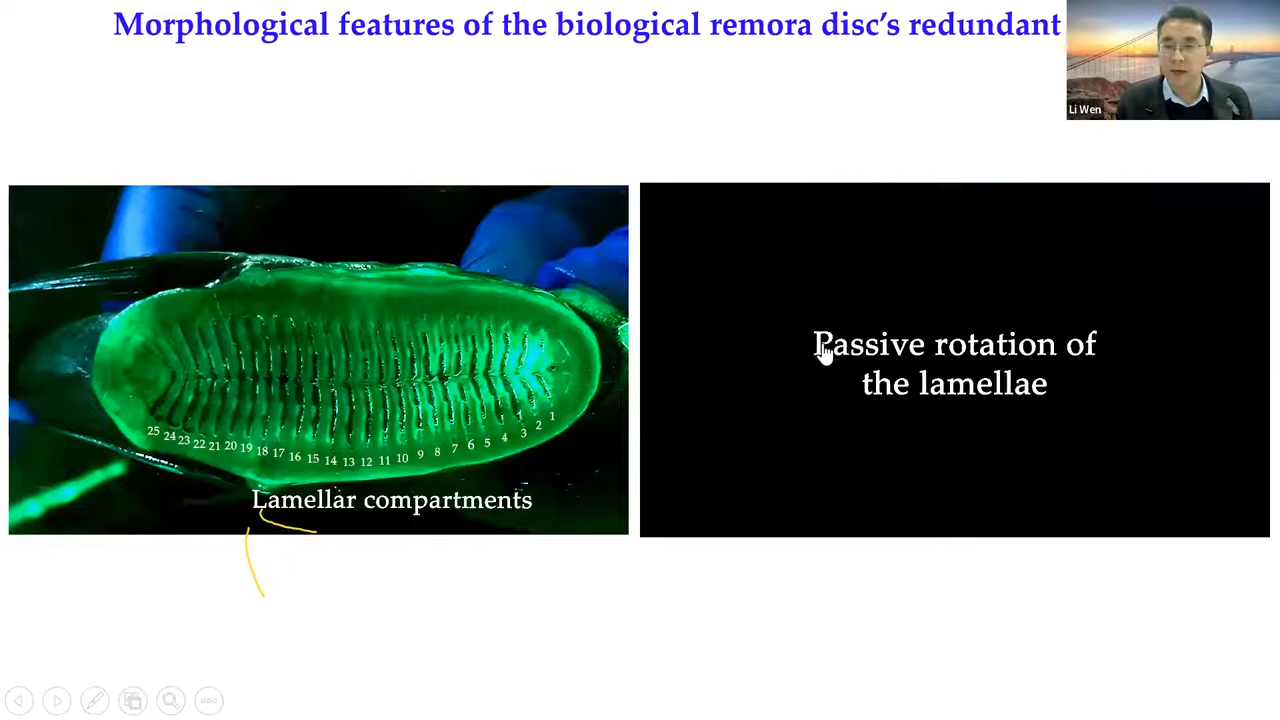 Morphological features of the biological remora disc's redundant
Li Wen
25 24 23 22 21 20 19 18 17 16 15 14 13 12 11 10 9 8 7 6 5 4 3 2 1
Lamellar compartments
Passive rotation of
the lamellae